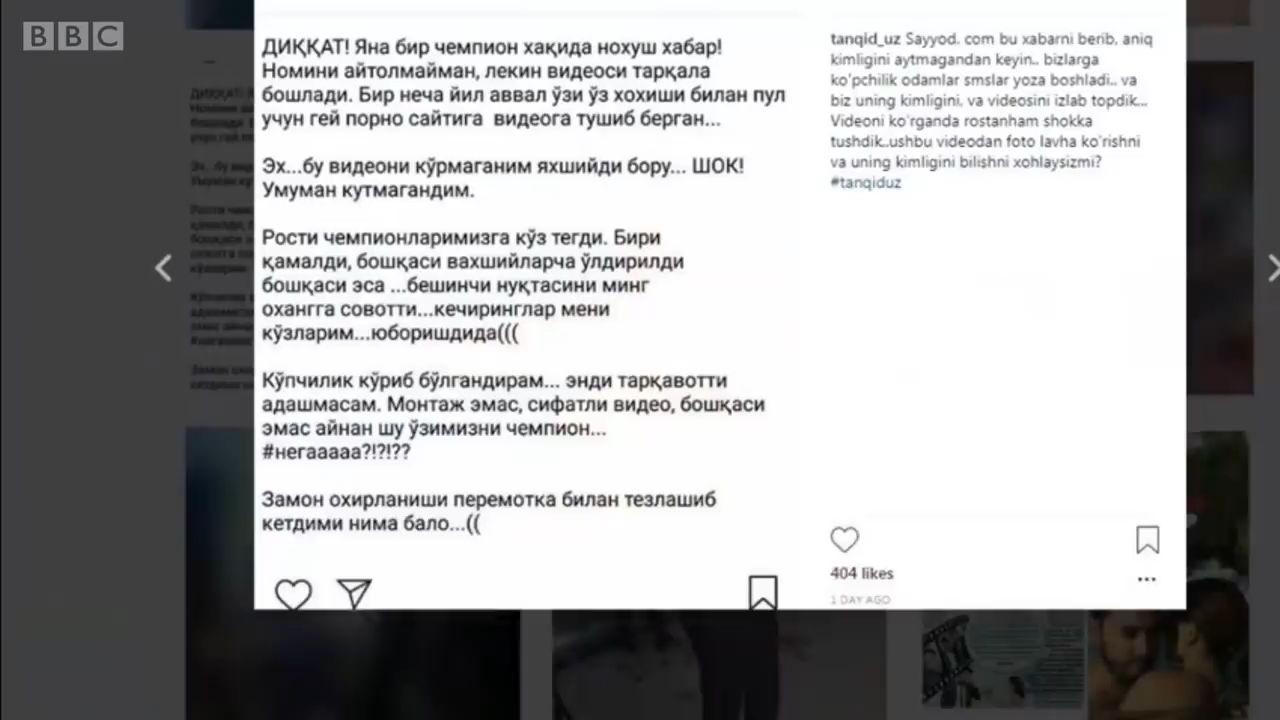 BBC
ДИҚҚАТ! Яна бир чемпион хақида нохуш хабар!
Номини айтолмайман, лекин видеоси тарқала
бошлади. Бир неча йил аввал ўзи ўз хохиши билан пул
учун гей порно сайтига видеога тушиб берган...
Эх...бу видеони кўрмаганим яхшийди бору... ШОК!
Умуман кутмагандим.
Рости чемпионларимизга кўз тегди. Бири
қамалди, бошқаси вахшийларча ўлдирилди
бошқаси эса ...бешинчи нуқтасини минг
охангга совотти...кечиринглар мени
кўзларим...юборишдида(((
Кўпчилик кўриб бўлгандирам... энди тарқавотти
адашмасам. Монтаж эмас, сифатли видео, бошқаси
эмас айнан шу ўзимизни чемпион...
#негааааа?!?!??
Замон охирланиши перемотка билан тезлашиб
кетдими нима бало...((
tanqid_uz Sayyod. com bu xabarni berib, aniq
kimligini aytmagandan keyin.. bizlarga
ko'pchilik odamlar smslar yoza boshladi.. va
biz uning kimligini, va videosini izlab topdik...
Videoni ko'rganda rostanham shokka
tushdik..ushbu videodan foto lavha ko'rishni
va uning kimligini bilishni xohlaysizmi?
#tanqiduz
404 likes
1 DAY AGO